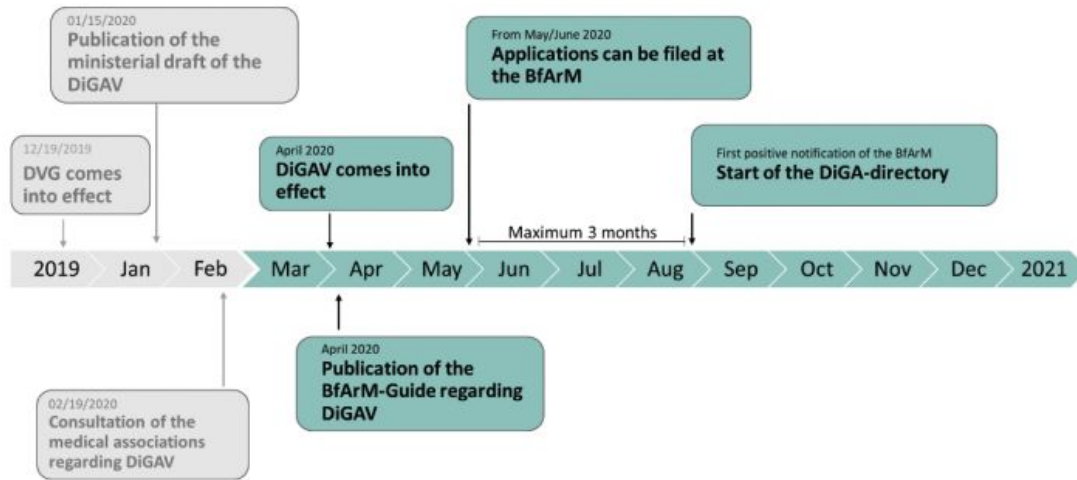 01/15/2020
Publication of the
ministerial draft of the
DiGAV
From May/June 2020
Applications can be filed at
the BfArM
12/19/2019
DVG comes
into effect
April 2020
DiGAV comes into
effect
First positive notification of the BfArM
Start of the DiGA-directory
Maximum 3 months
2019 Jan Feb Mar Apr May Jun Jul Aug Sep Oct Nov Dec 2021
April 2020
Publication of the
BfArM-Guide regarding
DiGAV
02/19/2020
Consultation of the
medical associations
regarding DiGAV